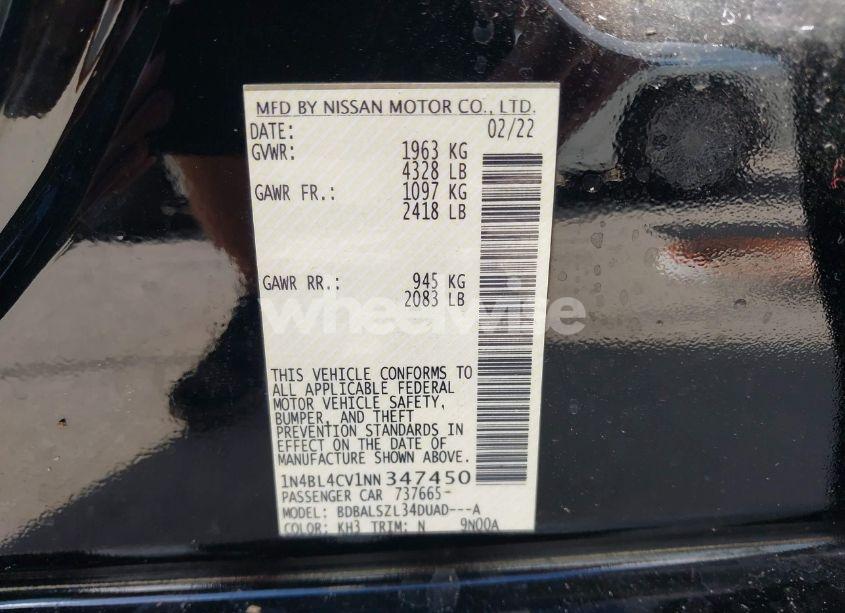 MFD BY NISSAN MOTOR CO., LTD.
DATE: 02/22
GVWR: 1963 KG
4328 LB
GAWR FR.: 1097 KG
2418 LB
GAWR RR.: 945 KG
2083 LB
wheelwise
THIS VEHICLE CONFORMS TO
ALL APPLICABLE FEDERAL
MOTOR VEHICLE SAFETY,
BUMPER, AND THEFT
PREVENTION STANDARDS IN
EFFECT ON THE DATE OF
MANUFACTURE SHOWN ABOVE.
1N4BL4CV1NN347450
PASSENGER CAR 737665-
MODEL: BDBALSZL34DUAD---A
COLOR: KH3 TRIM: N 9N00A